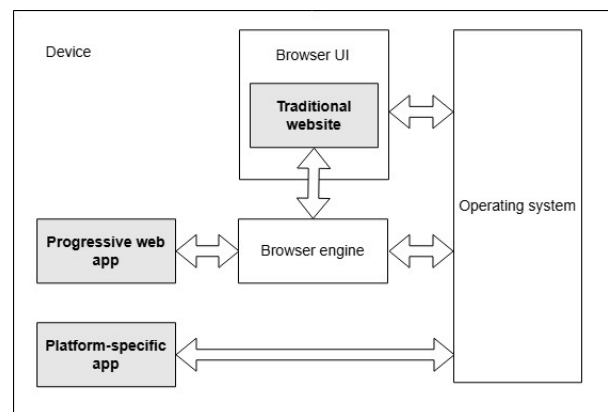 Device
Browser UI
Traditional
website
Operating system
Progressive web
app
Browser engine
Platform-specific
app